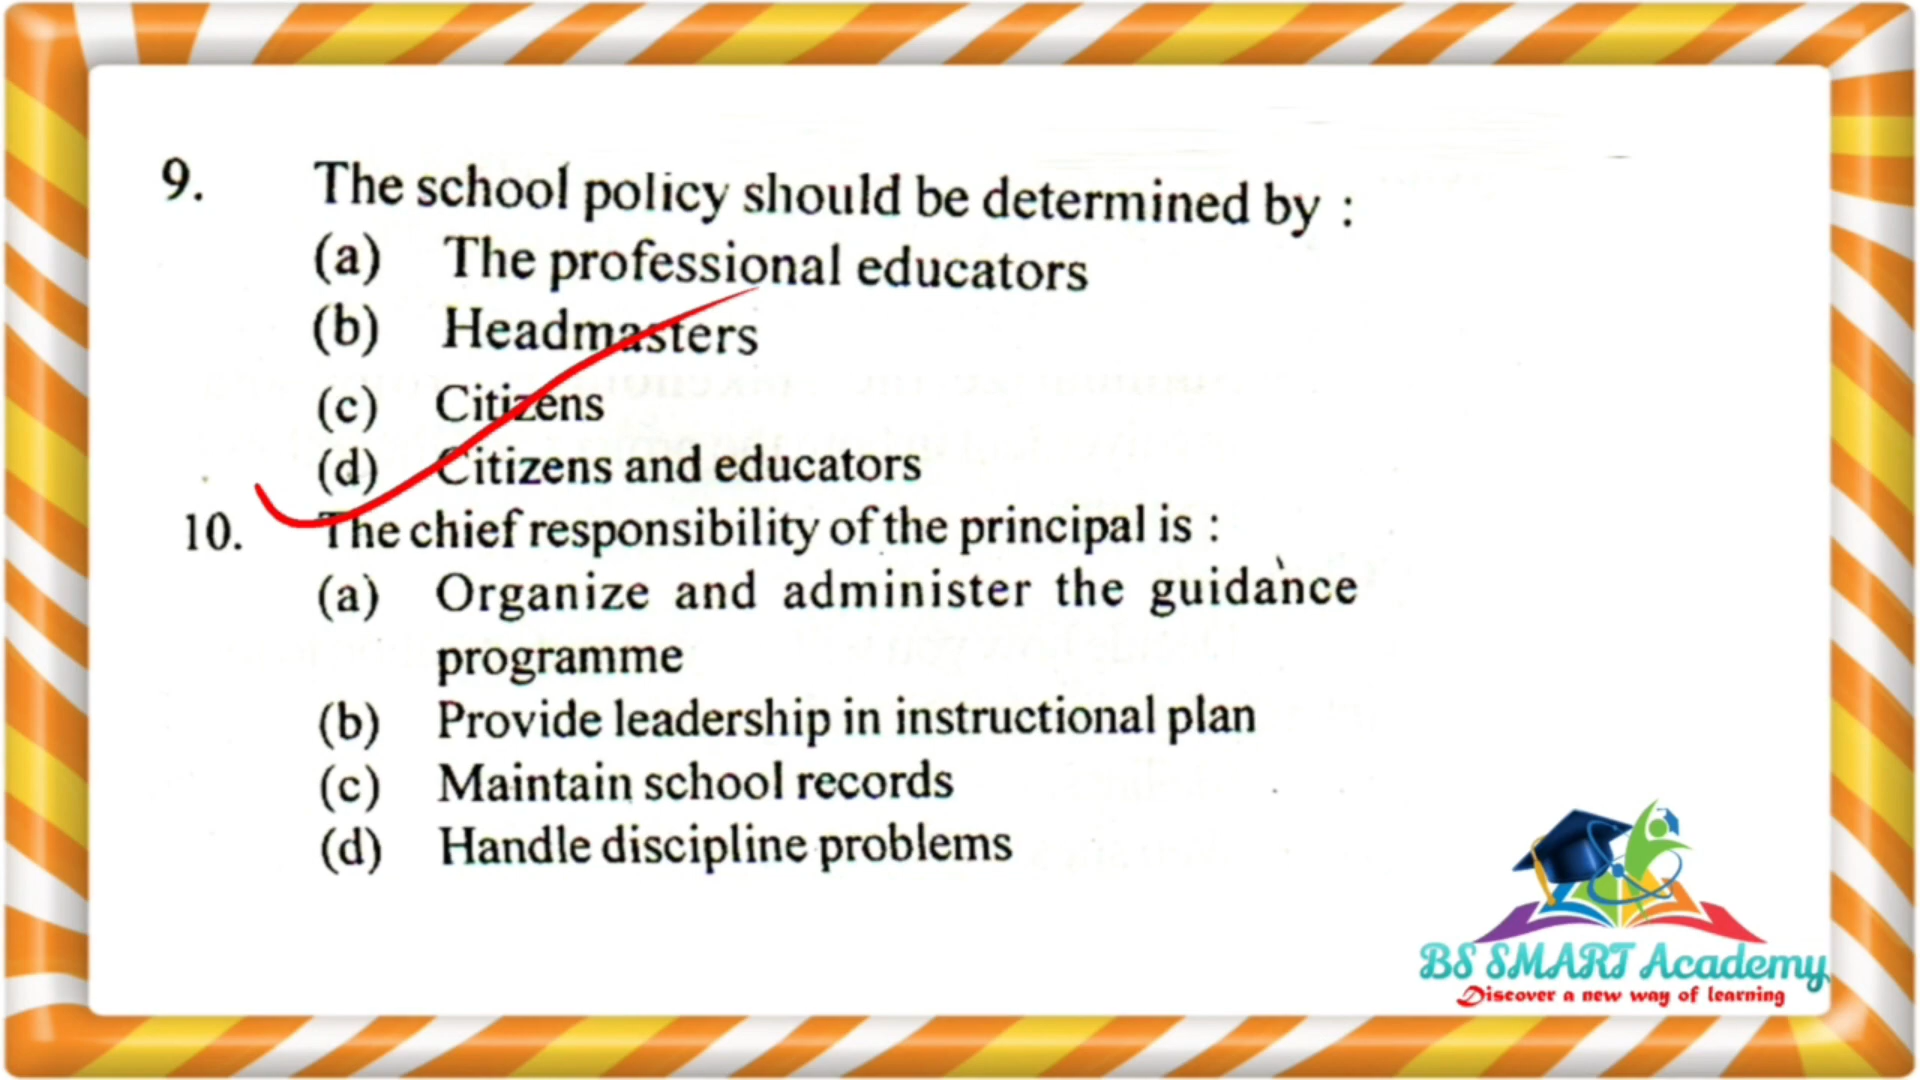 9. The school policy should be determined by :
(a) The professional educators
(b) Headmasters
(c) Citizens
(d) Citizens and educators
10. The chief responsibility of the principal is :
(a) Organize and administer the guidance
programme
(b) Provide leadership in instructional plan
(c) Maintain school records
(d) Handle discipline problems
BS SMART Academy
Discover a new way of learning